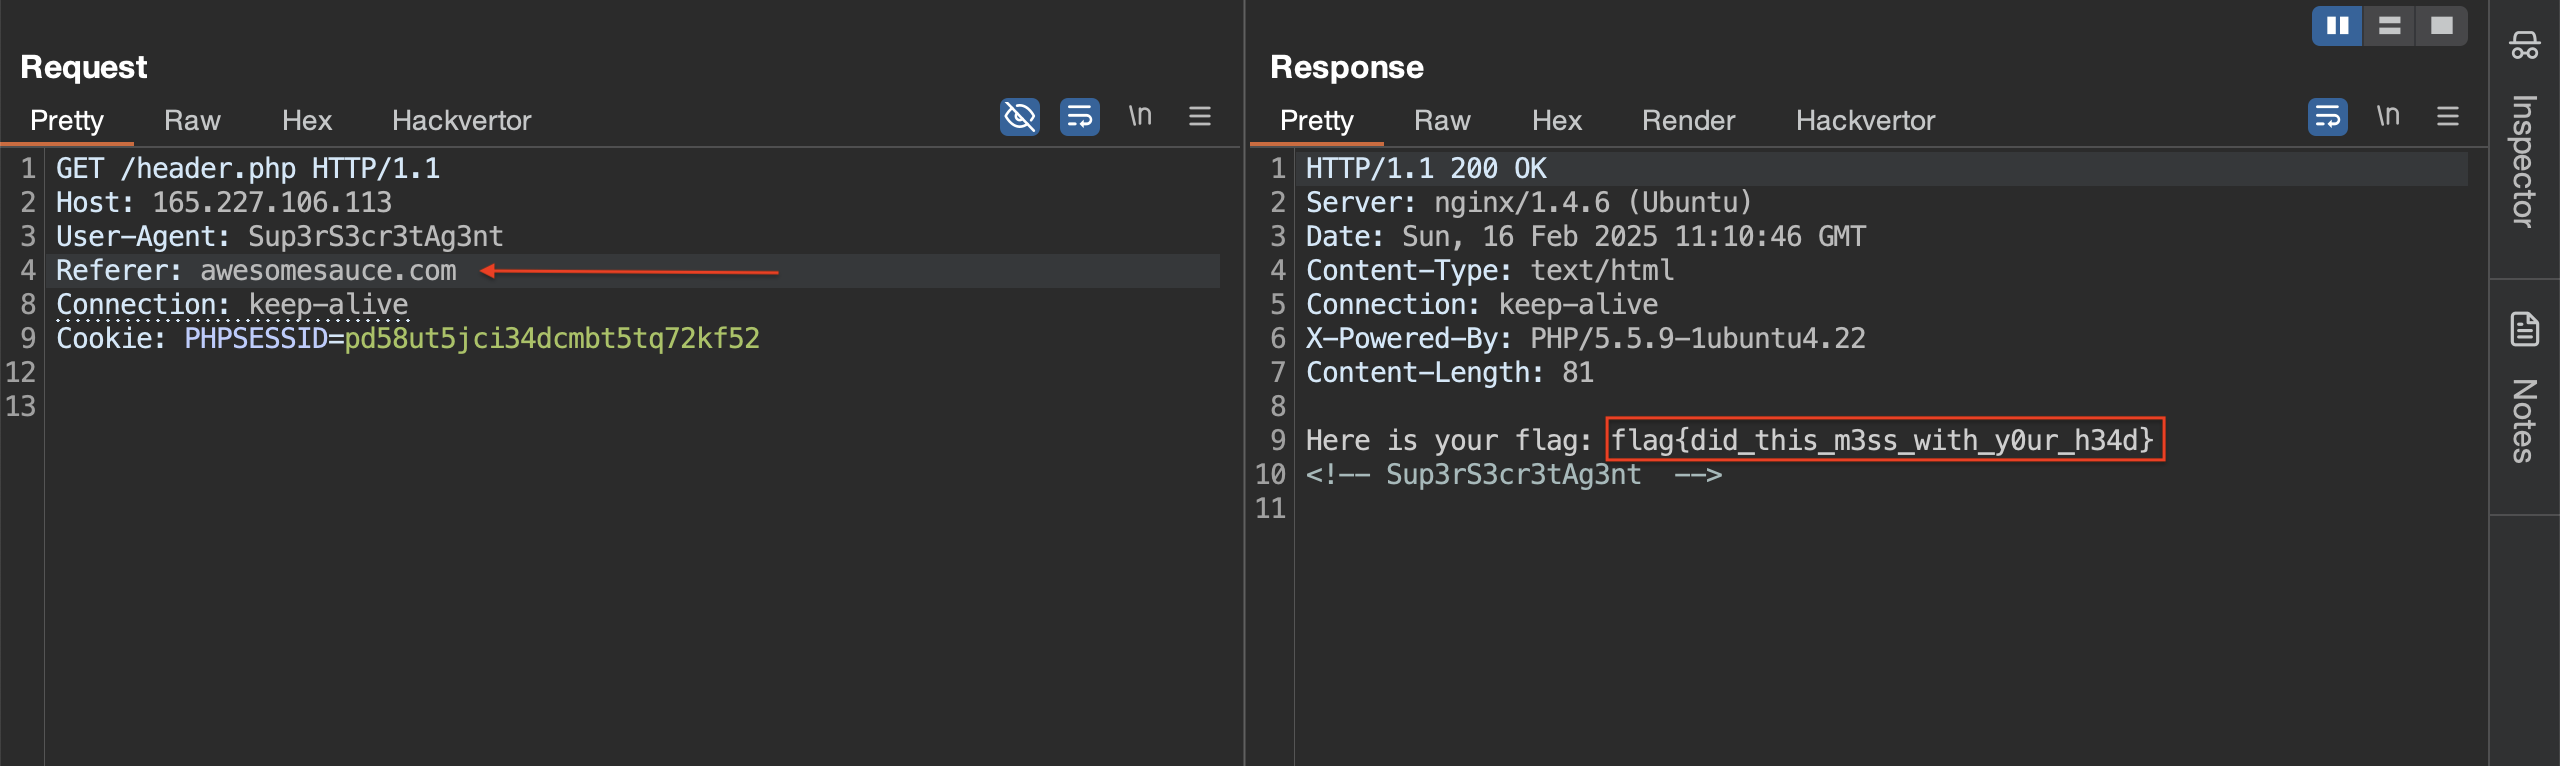 Request
Pretty Raw Hex Hackvertor \n
1 GET /header.php HTTP/1.1
2 Host: 165.227.106.113
3 User-Agent: Sup3rS3cr3tAg3nt
4 Referer: awesomesauce.com
8 Connection: keep-alive
9 Cookie: PHPSESSID=pd58ut5jci34dcmbt5tq72kf52
12
13
Response
Pretty Raw Hex Render Hackvertor \n
1 HTTP/1.1 200 OK
2 Server: nginx/1.4.6 (Ubuntu)
3 Date: Sun, 16 Feb 2025 11:10:46 GMT
4 Content-Type: text/html
5 Connection: keep-alive
6 X-Powered-By: PHP/5.5.9-1ubuntu4.22
7 Content-Length: 81
8
9 Here is your flag: flag{did_this_m3ss_with_y0ur_h34d}
10 <!-- Sup3rS3cr3tAg3nt  -->
11
Inspector
Notes